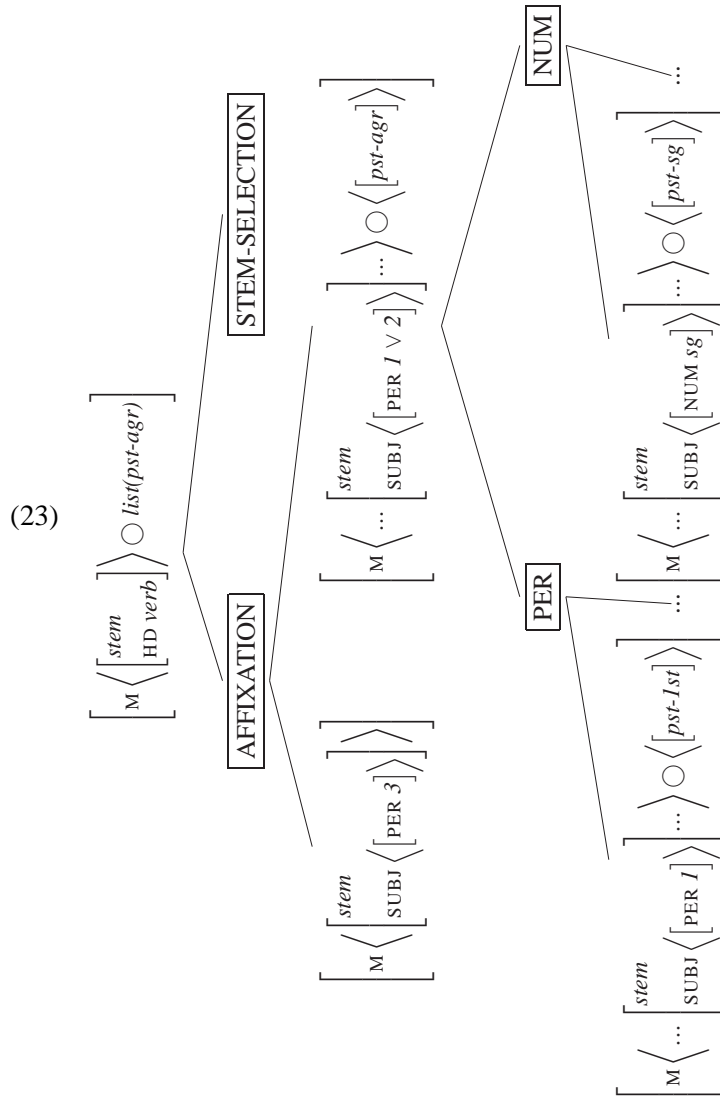 (23)
[M ⟨[stem HD verb]⟩ ○ list(pst-agr)]
AFFIXATION
STEM-SELECTION
[M ⟨[stem SUBJ ⟨[PER 3]⟩]⟩]
[M ⟨... [stem SUBJ ⟨[PER 1 ∨ 2]⟩] ...⟩ ○ ⟨[pst-agr]⟩]
PER
NUM
[M ⟨... [stem SUBJ ⟨[PER 1]⟩] ...⟩ ○ ⟨[pst-1st]⟩]
...
[M ⟨... [stem SUBJ ⟨[NUM sg]⟩] ...⟩ ○ ⟨[pst-sg]⟩]
...